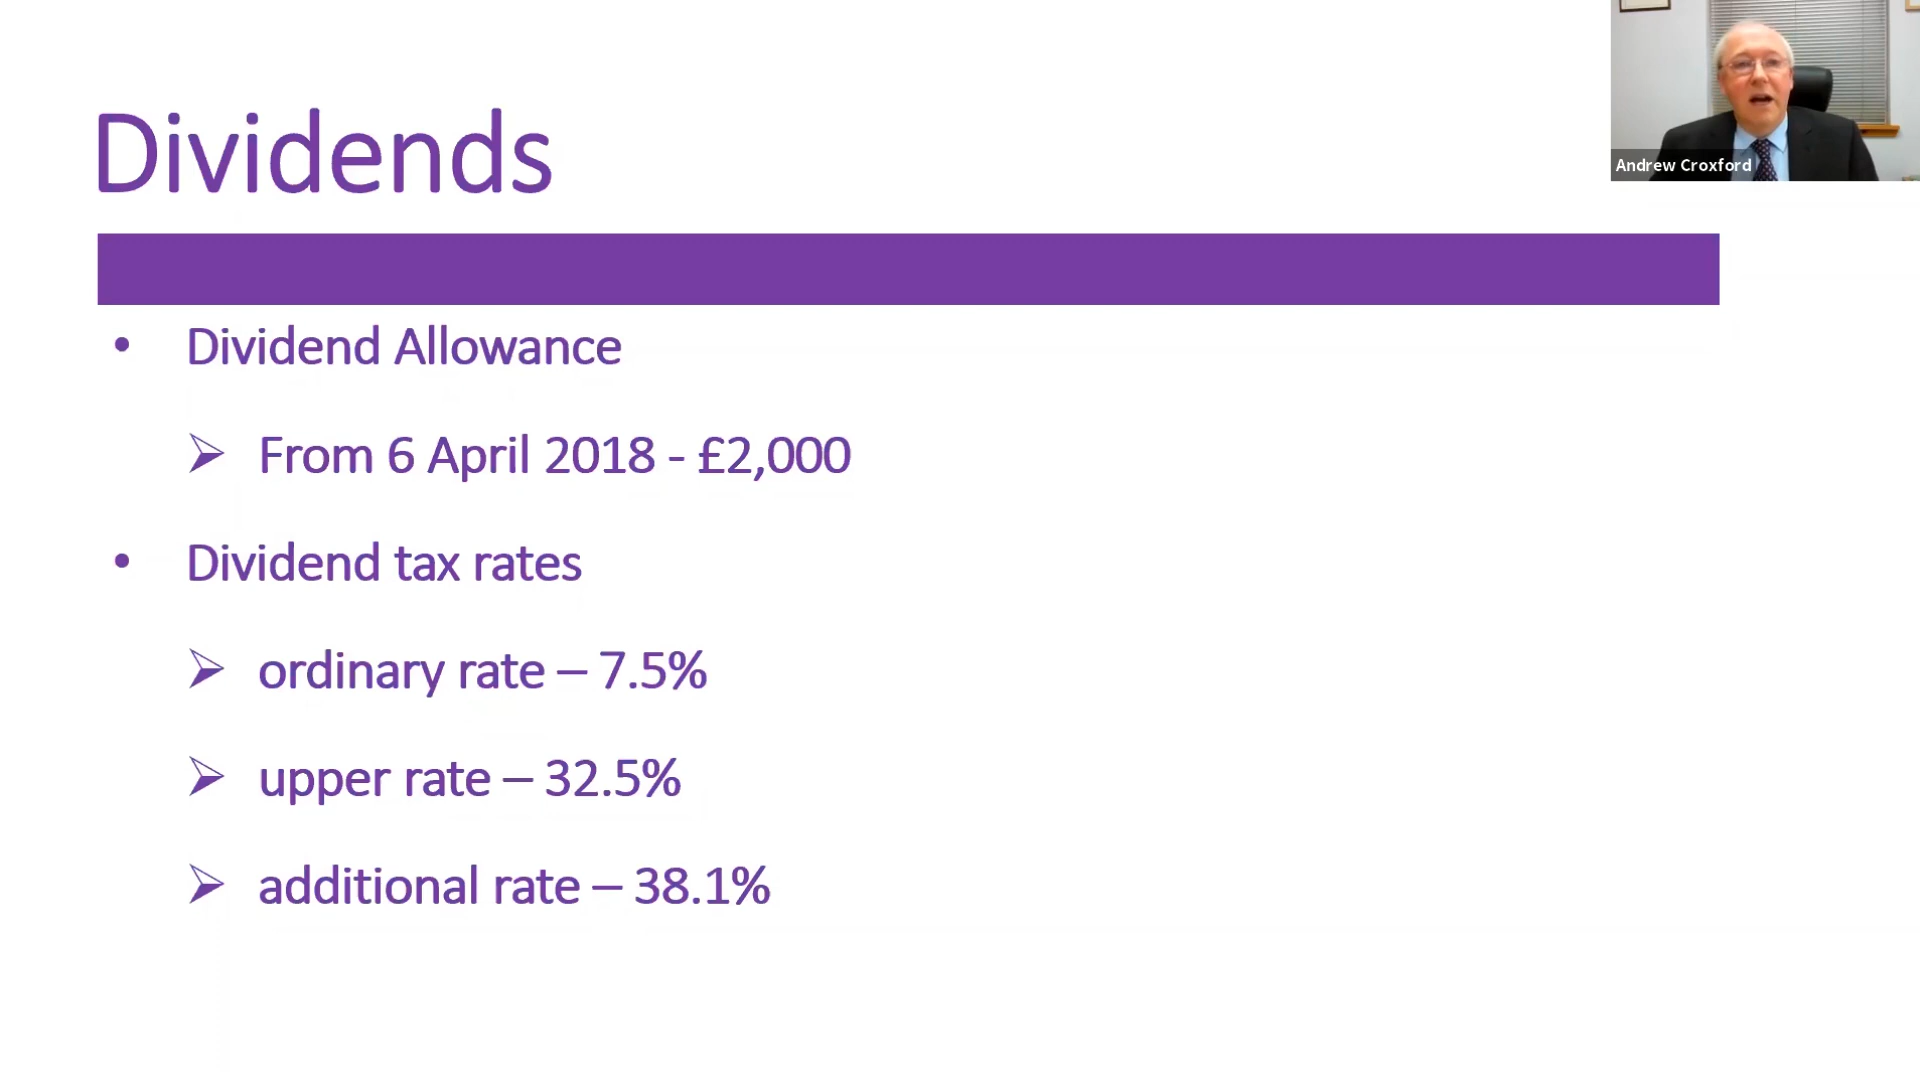 Dividends
Andrew Croxford
• Dividend Allowance
➢ From 6 April 2018 - £2,000
• Dividend tax rates
➢ ordinary rate – 7.5%
➢ upper rate – 32.5%
➢ additional rate – 38.1%